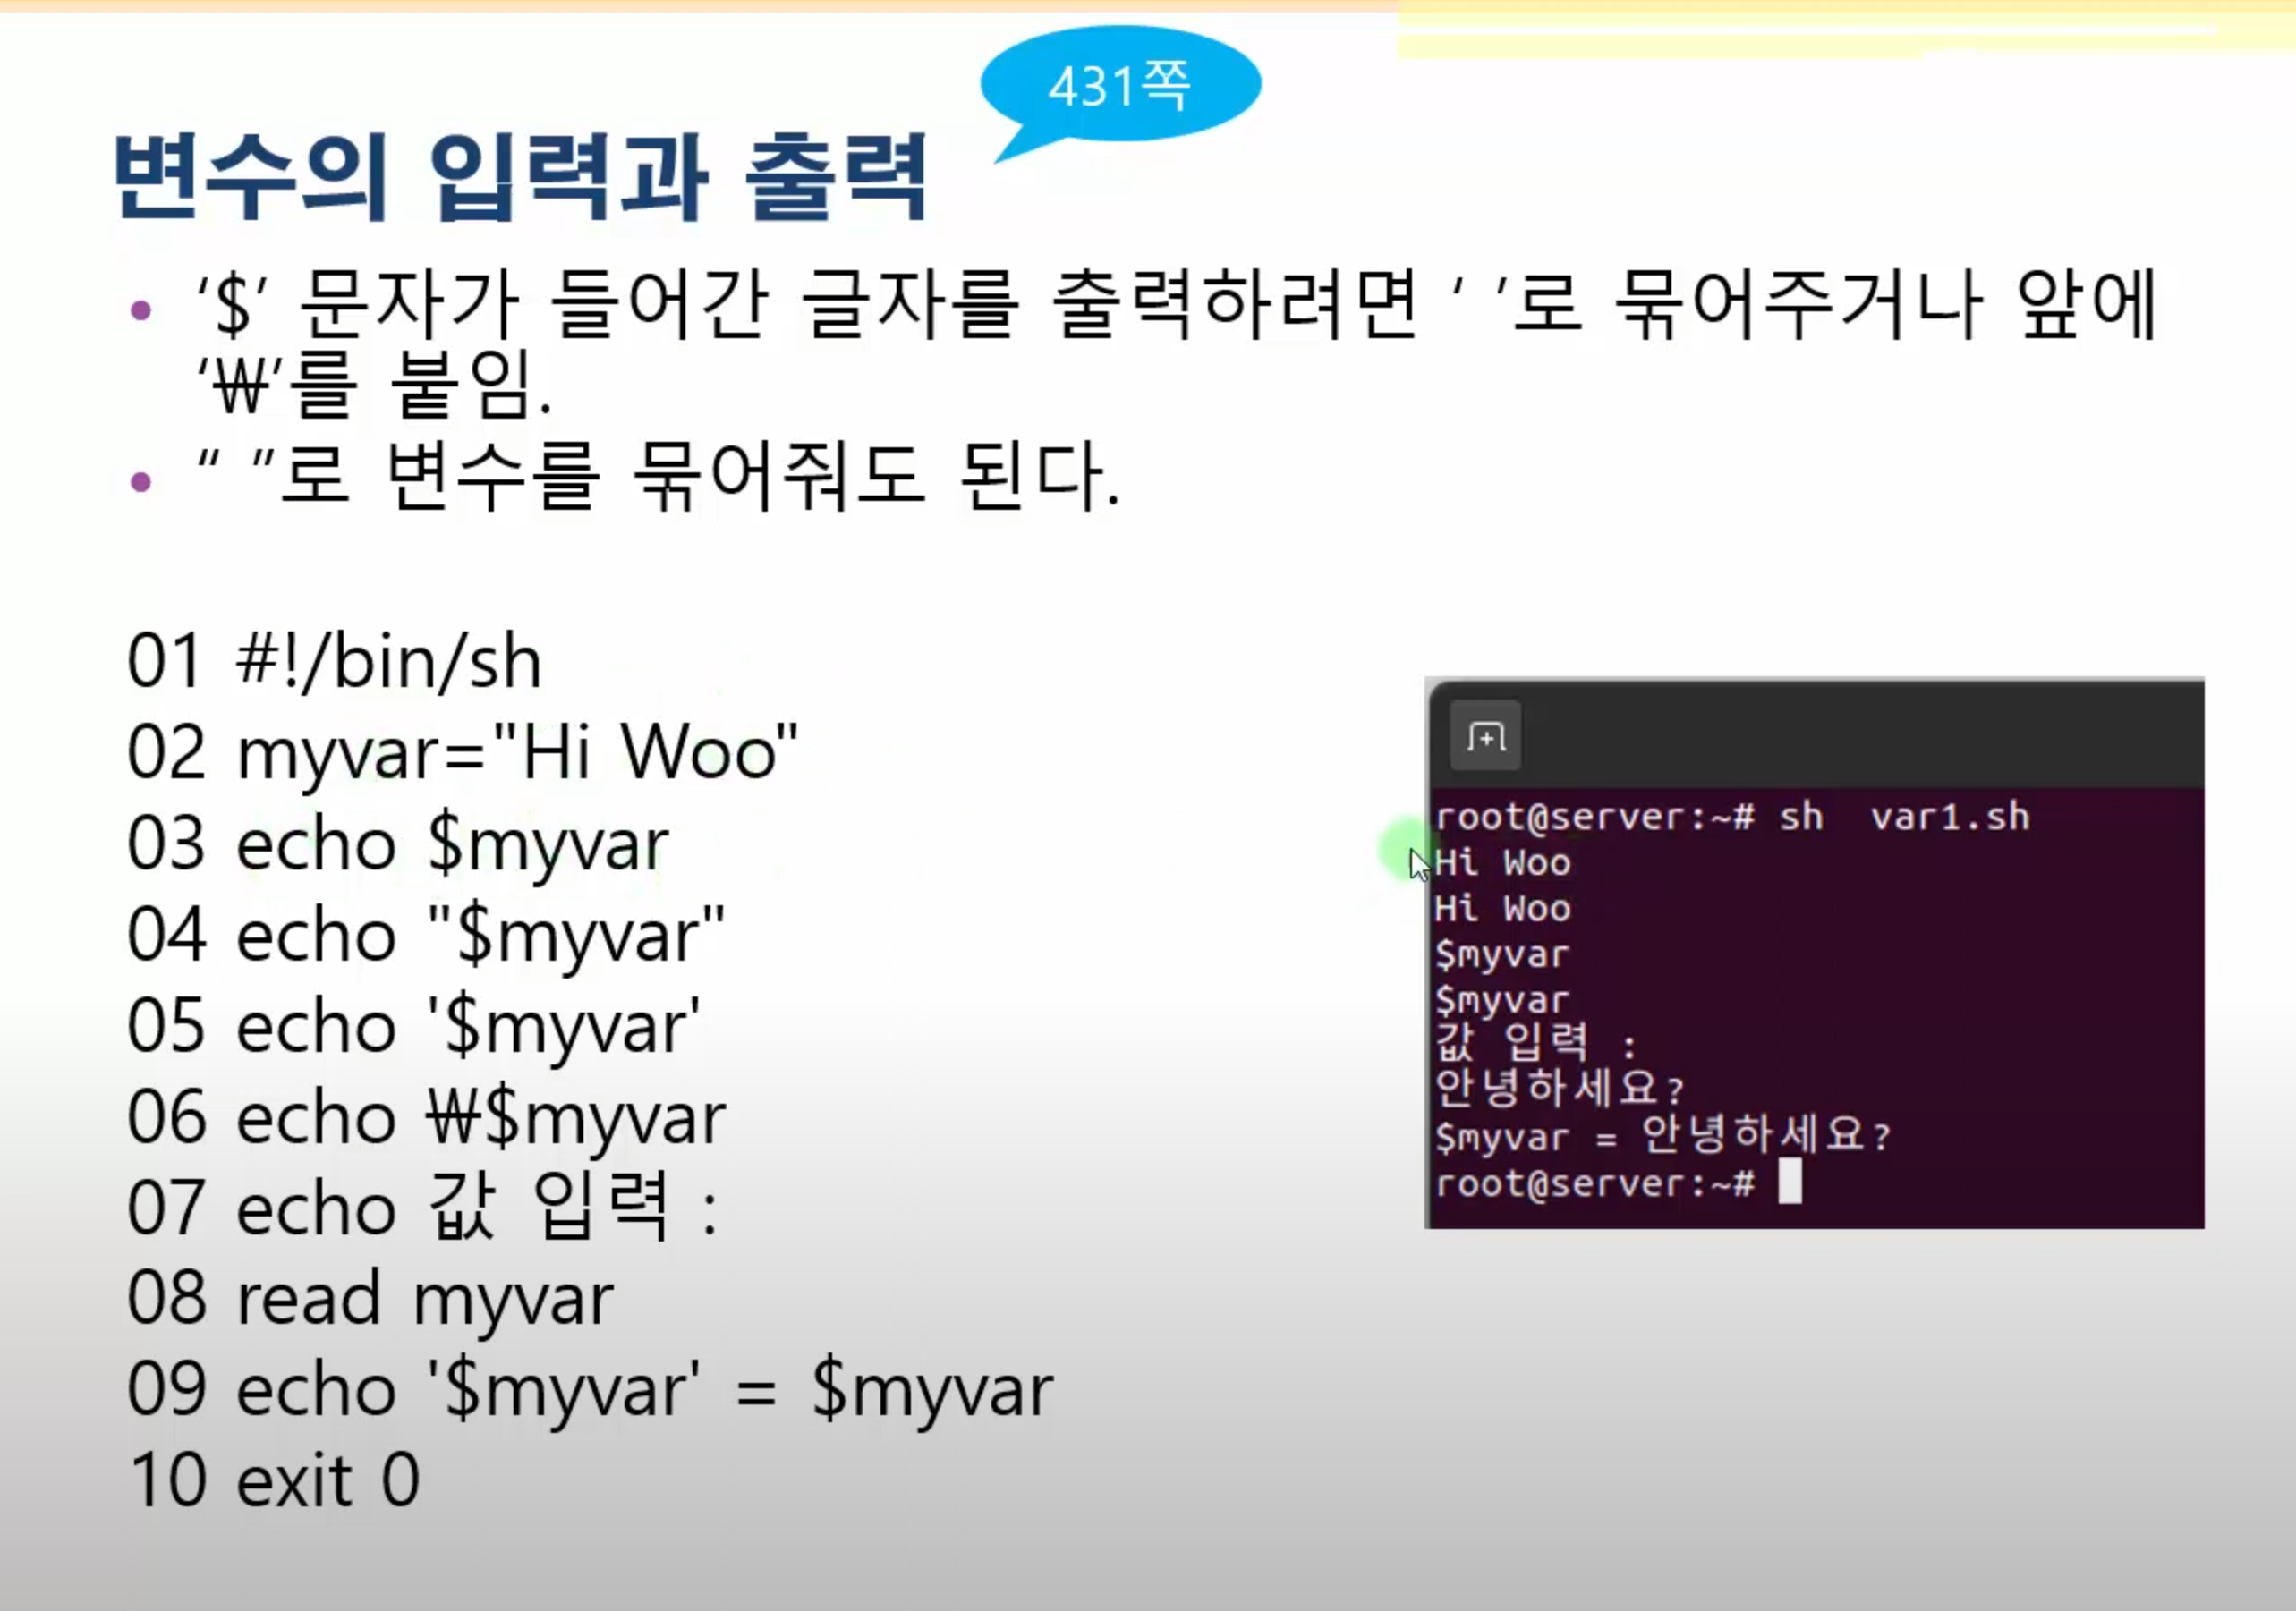 431쪽
변수의 입력과 출력
• ‘$’ 문자가 들어간 글자를 출력하려면 ‘ ’로 묶어주거나 앞에
‘₩’를 붙임.
• “ ”로 변수를 묶어줘도 된다.
01 #!/bin/sh
02 myvar="Hi Woo"
03 echo $myvar
04 echo "$myvar"
05 echo '$myvar'
06 echo ₩$myvar
07 echo 값 입력 :
08 read myvar
09 echo '$myvar' = $myvar
10 exit 0
root@server:~# sh  var1.sh
Hi Woo
Hi Woo
$myvar
$myvar
값 입력 :
안녕하세요?
$myvar = 안녕하세요?
root@server:~#